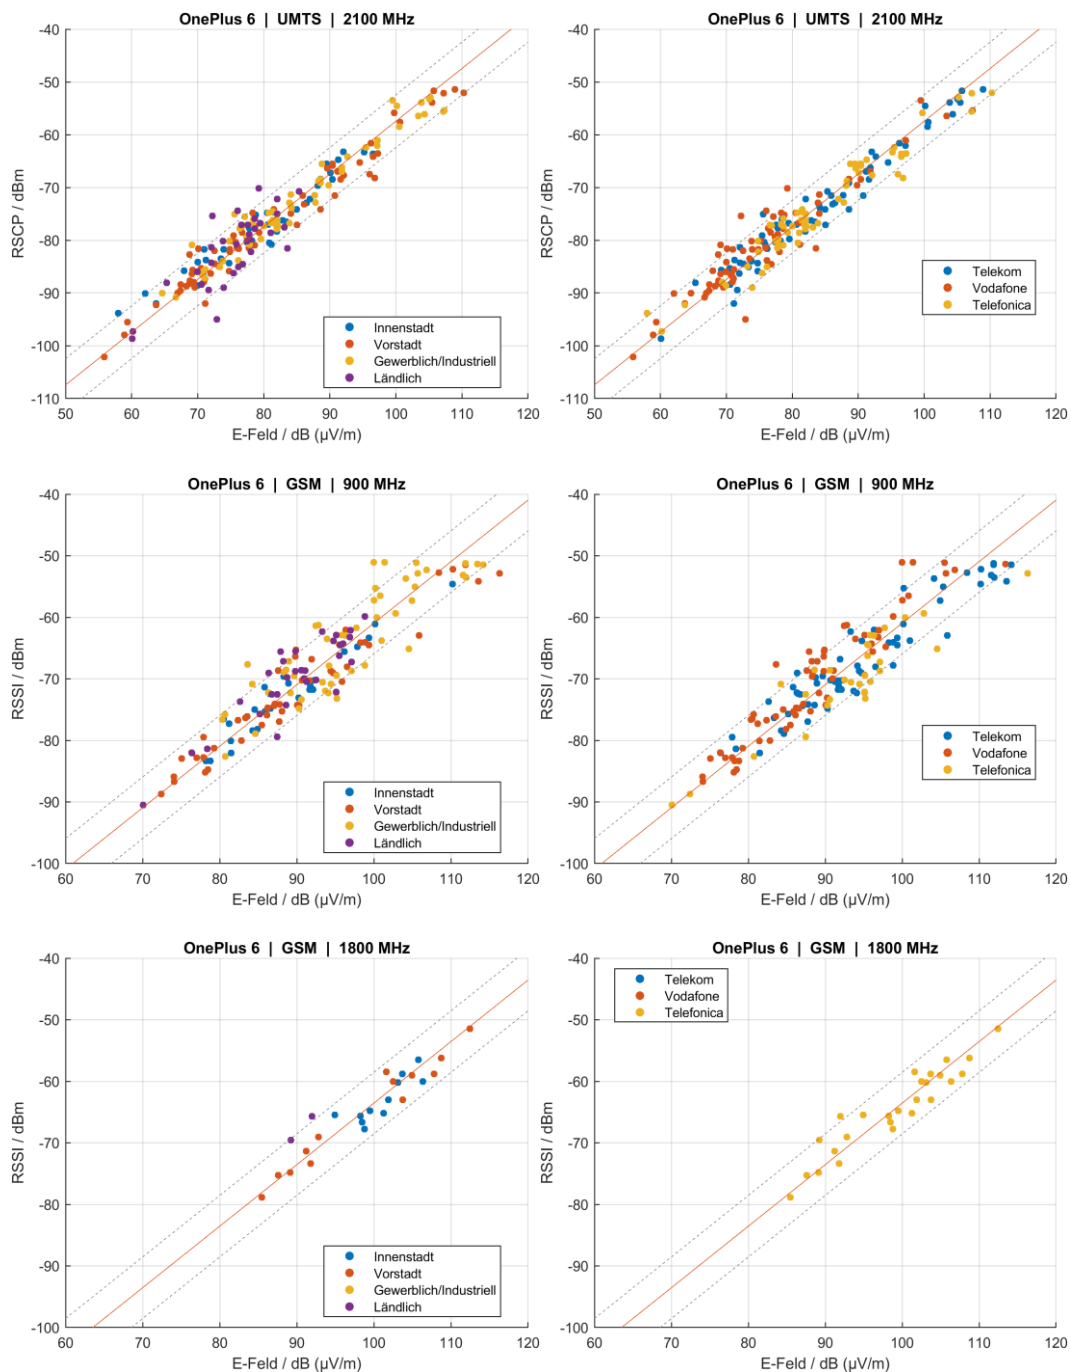 OnePlus 6 | UMTS | 2100 MHz
-40
-50
-60
-70
-80
-90
-100
-110
RSCP / dBm
50 60 70 80 90 100 110 120
E-Feld / dB (µV/m)
Innenstadt
Vorstadt
Gewerblich/Industriell
Ländlich
OnePlus 6 | UMTS | 2100 MHz
-40
-50
-60
-70
-80
-90
-100
-110
RSCP / dBm
50 60 70 80 90 100 110 120
E-Feld / dB (µV/m)
Telekom
Vodafone
Telefonica
OnePlus 6 | GSM | 900 MHz
-40
-50
-60
-70
-80
-90
-100
RSSI / dBm
60 70 80 90 100 110 120
E-Feld / dB (µV/m)
Innenstadt
Vorstadt
Gewerblich/Industriell
Ländlich
OnePlus 6 | GSM | 900 MHz
-40
-50
-60
-70
-80
-90
-100
RSSI / dBm
60 70 80 90 100 110 120
E-Feld / dB (µV/m)
Telekom
Vodafone
Telefonica
OnePlus 6 | GSM | 1800 MHz
-40
-50
-60
-70
-80
-90
-100
RSSI / dBm
60 70 80 90 100 110 120
E-Feld / dB (µV/m)
Innenstadt
Vorstadt
Gewerblich/Industriell
Ländlich
OnePlus 6 | GSM | 1800 MHz
-40
-50
-60
-70
-80
-90
-100
RSSI / dBm
60 70 80 90 100 110 120
E-Feld / dB (µV/m)
Telekom
Vodafone
Telefonica